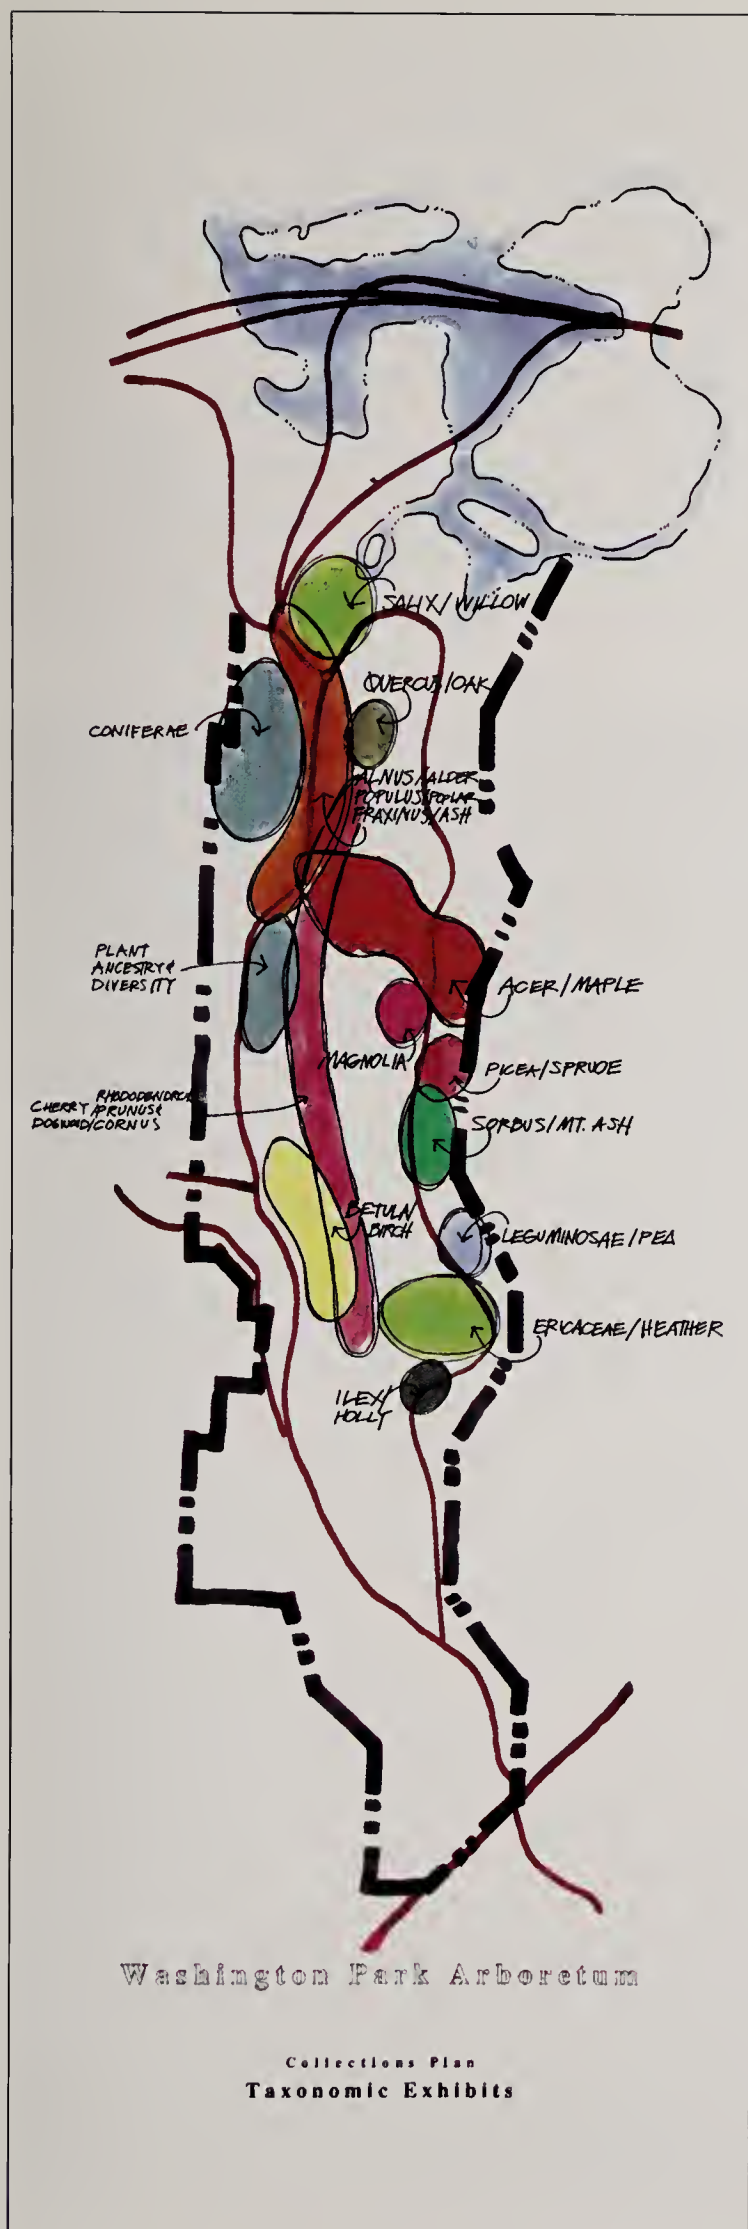 SALIX/WILLOW
QUERCUS/OAK
CONIFERAE
ALNUS/ALDER
POPULUS/POPLAR
FRAXINUS/ASH
PLANT
ANCESTRY &
DIVERSITY
ACER/MAPLE
MAGNOLIA
PICEA/SPRUCE
RHODODENDRON
CHERRY/PRUNUS &
DOGWOOD/CORNUS
SORBUS/MT. ASH
BETULA/
BIRCH
LEGUMINOSAE/PEA
ERICACEAE/HEATHER
ILEX/
HOLLY
Washington Park Arboretum
Collections Plan
Taxonomic Exhibits